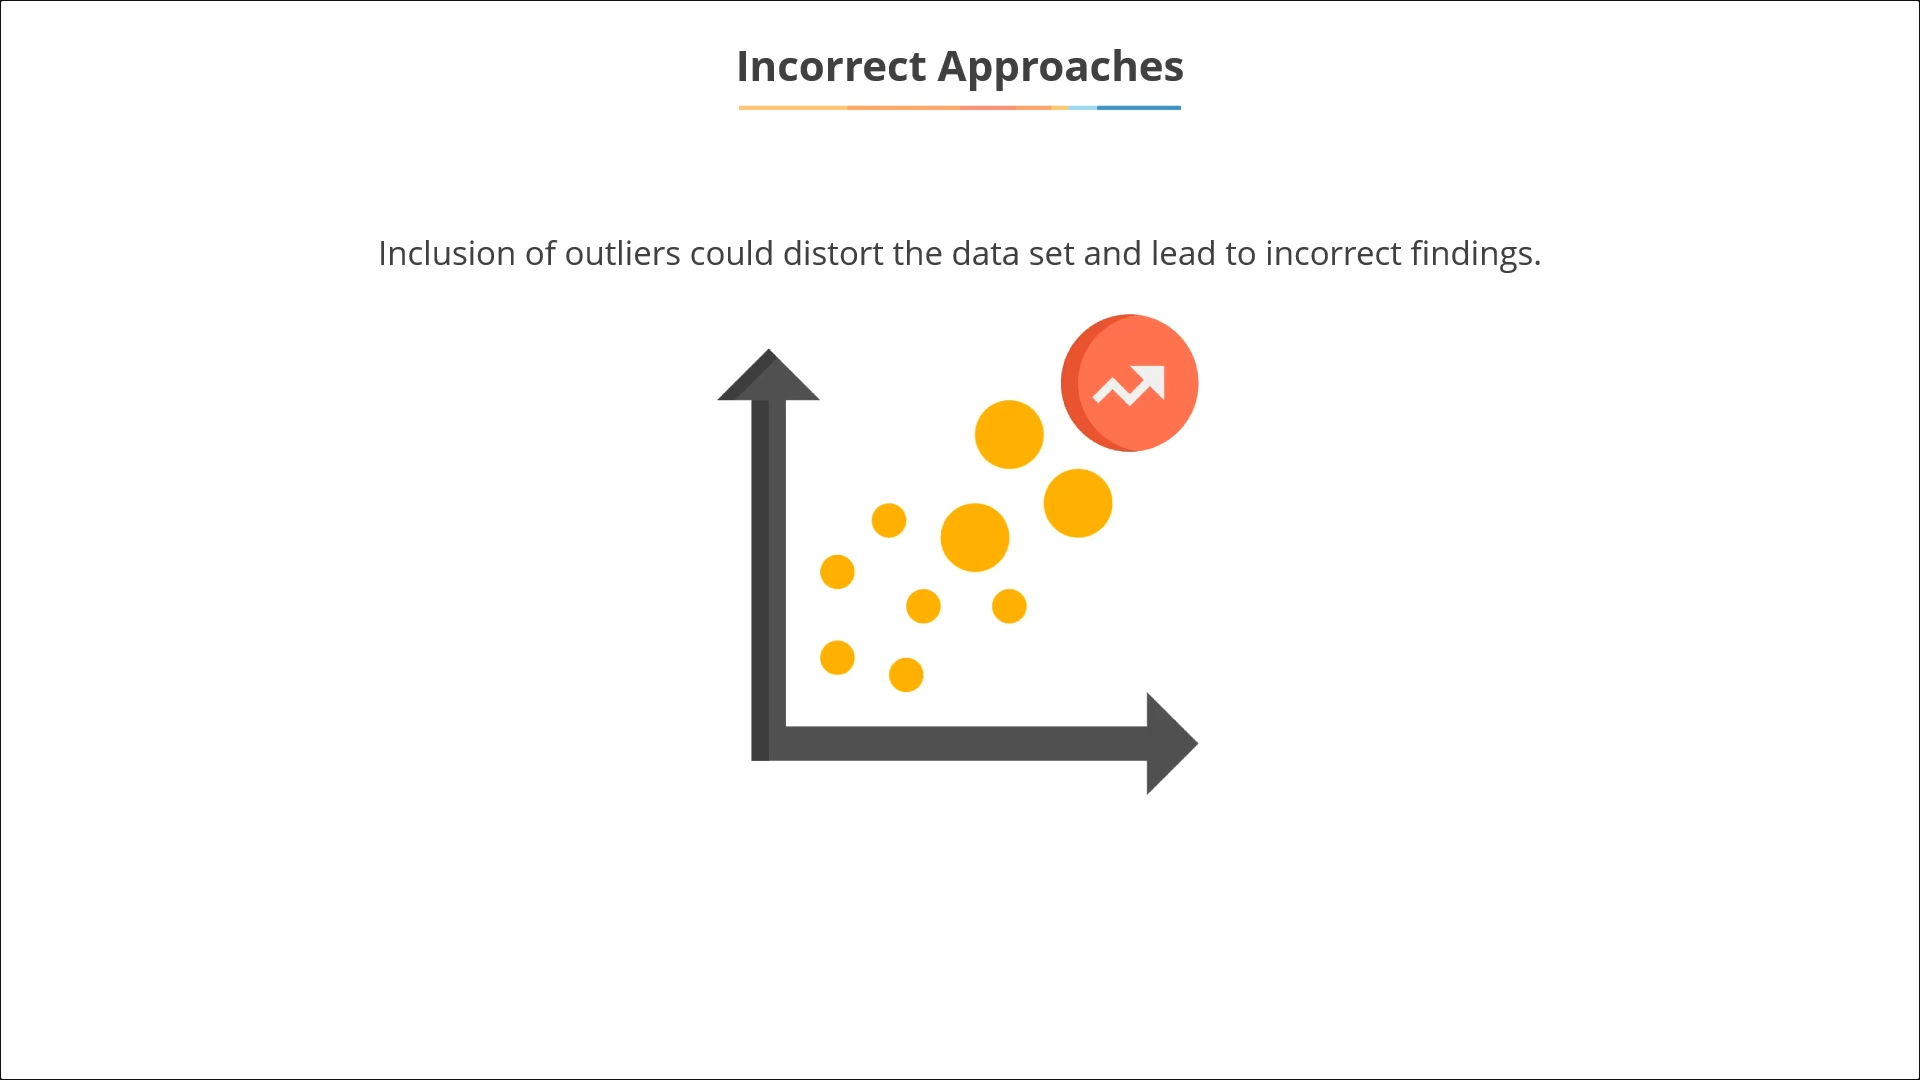 Incorrect Approaches
Inclusion of outliers could distort the data set and lead to incorrect findings.